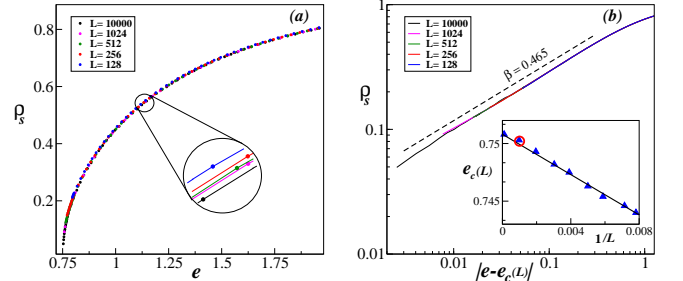 (a)
L= 10000
L= 1024
L= 512
L= 256
L= 128
ρs
0.8
0.6
0.4
0.2
0.75
1
1.25
1.5
1.75
e
(b)
L= 10000
L= 1024
L= 512
L= 256
L= 128
β = 0.465
ρs
1
0.1
0.01
0.01
0.1
1
|e-ec(L)|
0.75
0.745
ec(L)
0
0.004
0.008
1/L